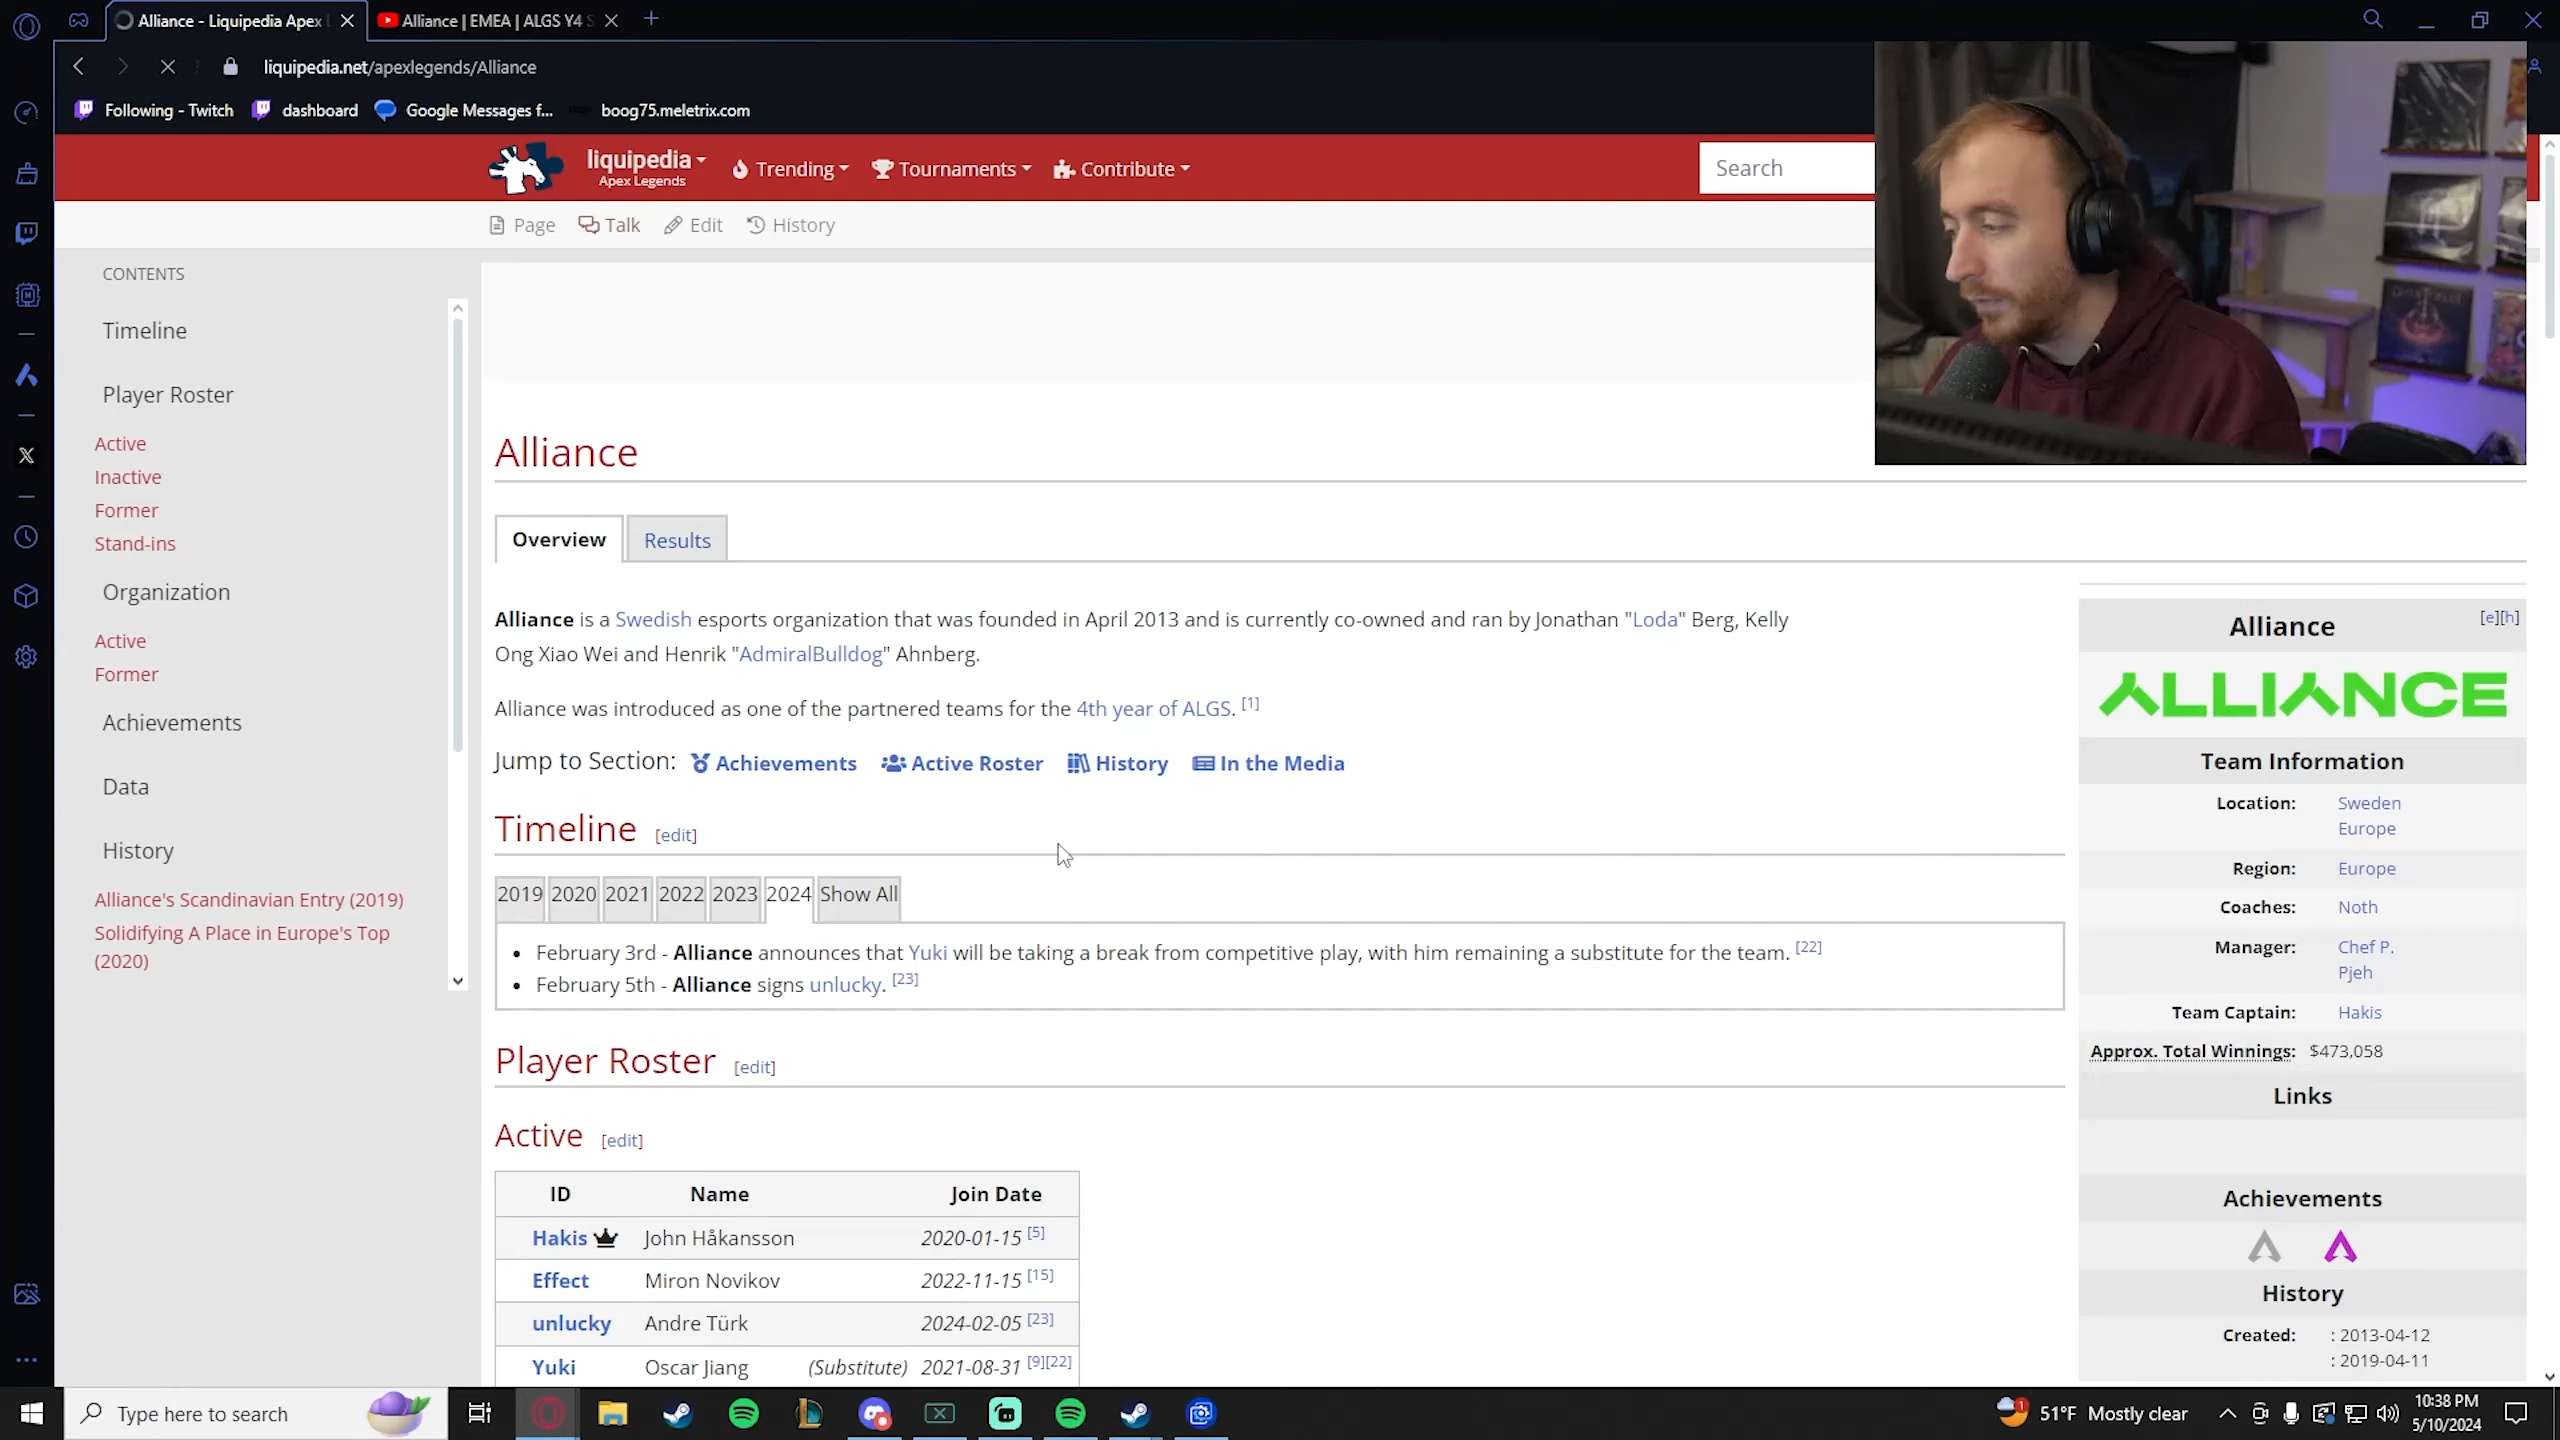 Alliance - Liquipedia Apex L
Alliance | EMEA | ALGS Y4 S
liquipedia.net/apexlegends/Alliance
Following - Twitch
dashboard
Google Messages f...
boog75.meletrix.com
liquipedia
Apex Legends
Trending
Tournaments
Contribute
Search
Page
Talk
Edit
History
CONTENTS
Timeline
Player Roster
Active
Inactive
Former
Stand-ins
Organization
Active
Former
Achievements
Data
History
Alliance's Scandinavian Entry (2019)
Solidifying A Place in Europe's Top
(2020)
Alliance
Overview
Results
Alliance is a Swedish esports organization that was founded in April 2013 and is currently co-owned and ran by Jonathan "Loda" Berg, Kelly
Ong Xiao Wei and Henrik "AdmiralBulldog" Ahnberg.
Alliance was introduced as one of the partnered teams for the 4th year of ALGS. [1]
Jump to Section: Achievements Active Roster History In the Media
Timeline [edit]
2019 2020 2021 2022 2023 2024 Show All
• February 3rd - Alliance announces that Yuki will be taking a break from competitive play, with him remaining a substitute for the team. [22]
• February 5th - Alliance signs unlucky. [23]
Player Roster [edit]
Active [edit]
ID Name Join Date
Hakis John Håkansson 2020-01-15 [5]
Effect Miron Novikov 2022-11-15 [15]
unlucky Andre Türk 2024-02-05 [23]
Yuki Oscar Jiang (Substitute) 2021-08-31 [9][22]
Alliance [e][h]
ALLIANCE
Team Information
Location: Sweden
Europe
Region: Europe
Coaches: Noth
Manager: Chef P.
Pjeh
Team Captain: Hakis
Approx. Total Winnings: $473,058
Links
Achievements
History
Created: : 2013-04-12
: 2019-04-11
Type here to search
51°F Mostly clear
10:38 PM
5/10/2024